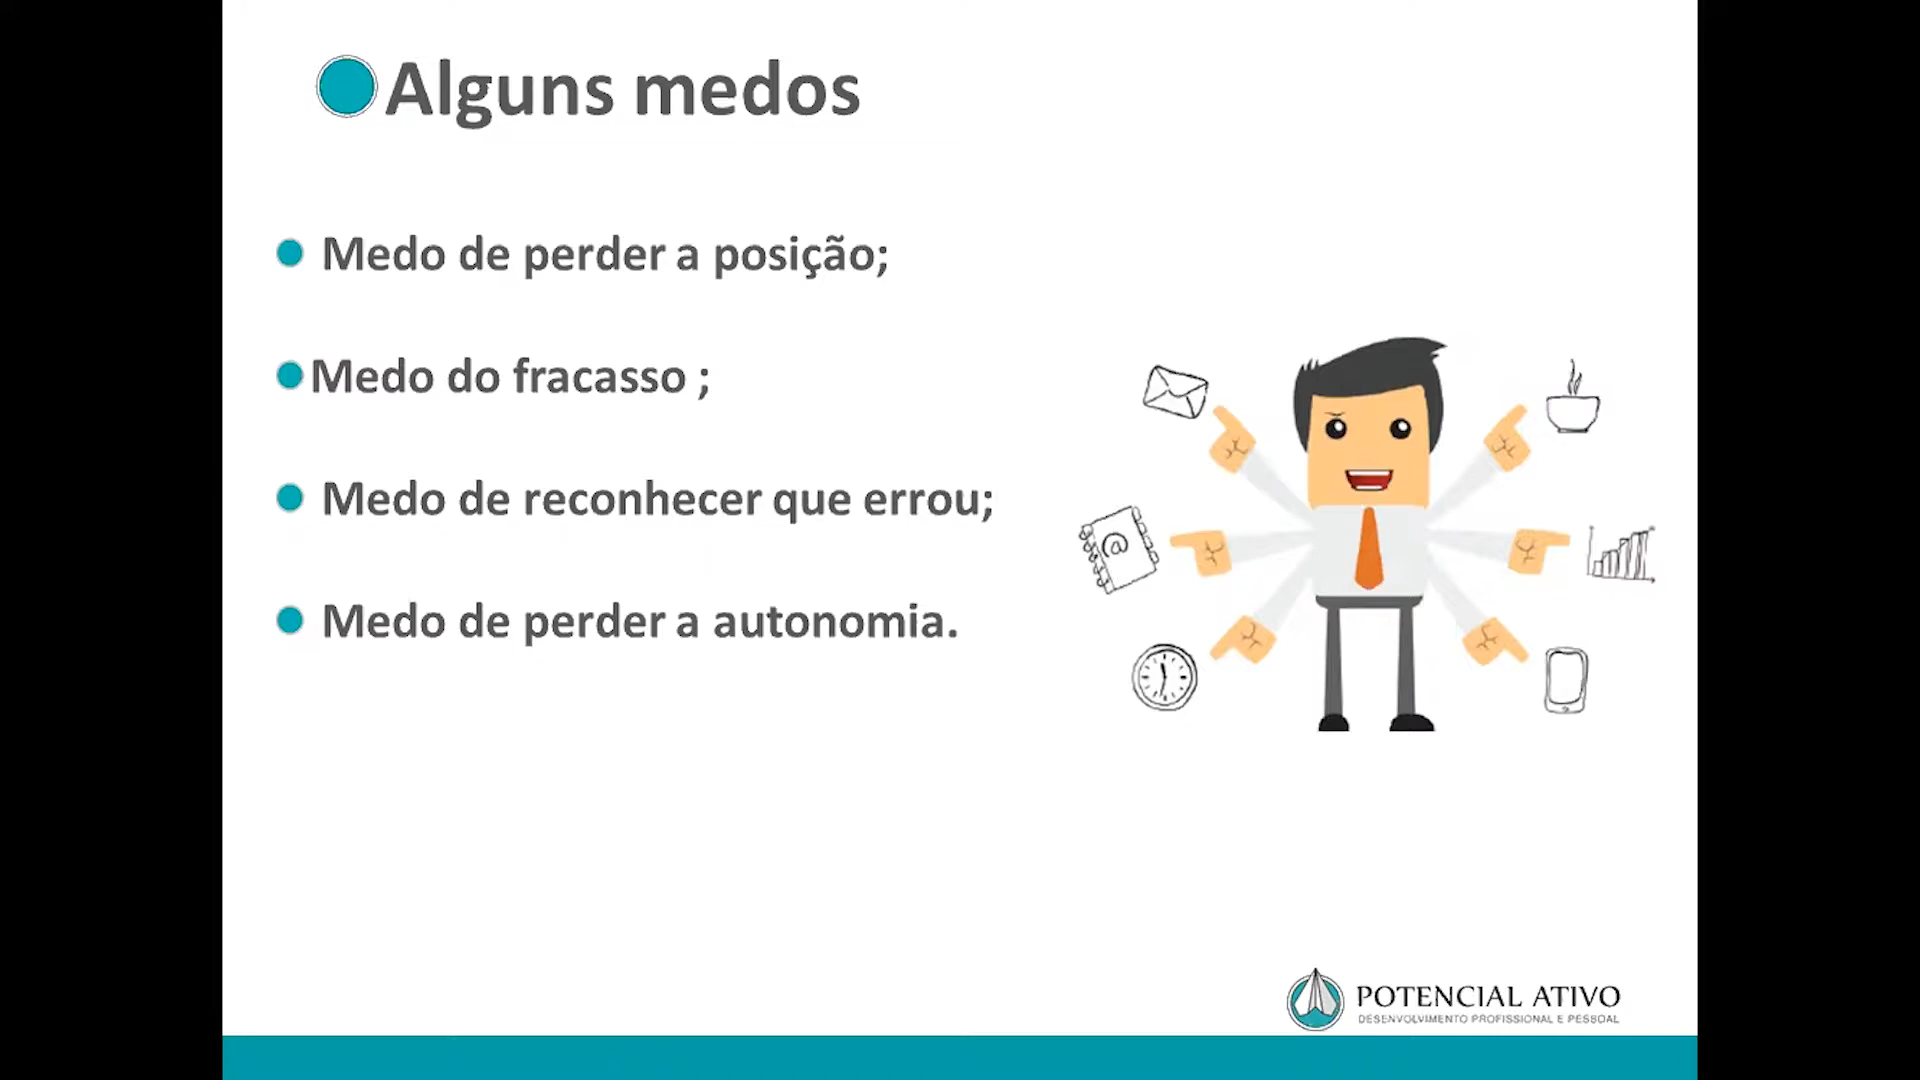 Alguns medos
Medo de perder a posição;
Medo do fracasso ;
Medo de reconhecer que errou;
Medo de perder a autonomia.
@
POTENCIAL ATIVO
DESENVOLVIMENTO PROFISSIONAL E PESSOAL